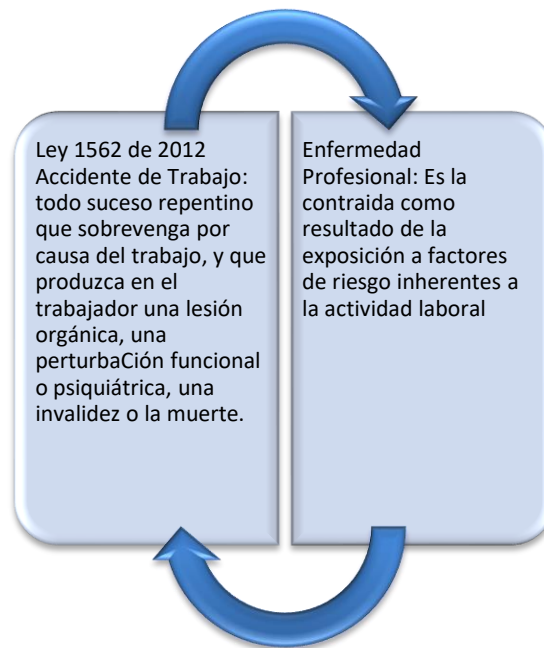 Ley 1562 de 2012
Accidente de Trabajo:
todo suceso repentino
que sobrevenga por
causa del trabajo, y que
produzca en el
trabajador una lesión
orgánica, una
perturbaCión funcional
o psiquiátrica, una
invalidez o la muerte.
Enfermedad
Profesional: Es la
contraida como
resultado de la
exposición a factores
de riesgo inherentes a
la actividad laboral